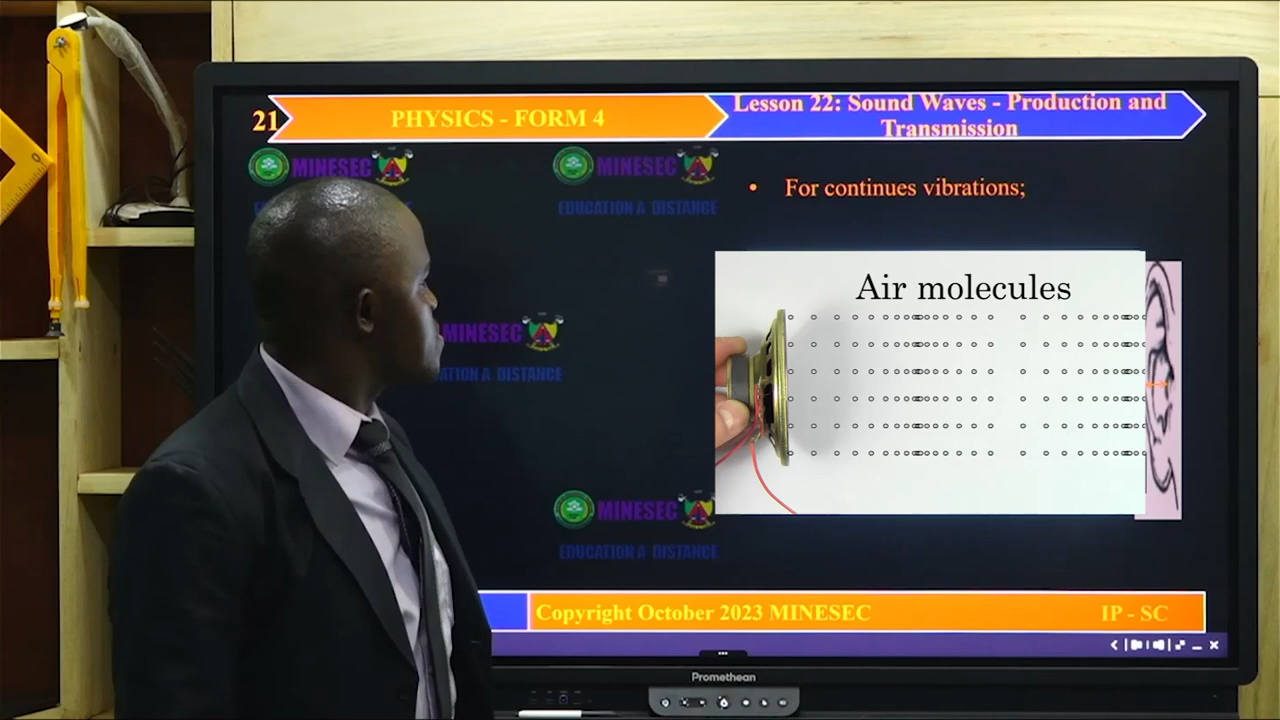 21
PHYSICS - FORM 4
Lesson 22: Sound Waves - Production and
Transmission
MINESEC
MINESEC
EDUCATION A DISTANCE
• For continues vibrations;
Air molecules
MINESEC
ATION A DISTANCE
MINESEC
EDUCATION A DISTANCE
Copyright October 2023 MINESEC
IP - SC
Promethean